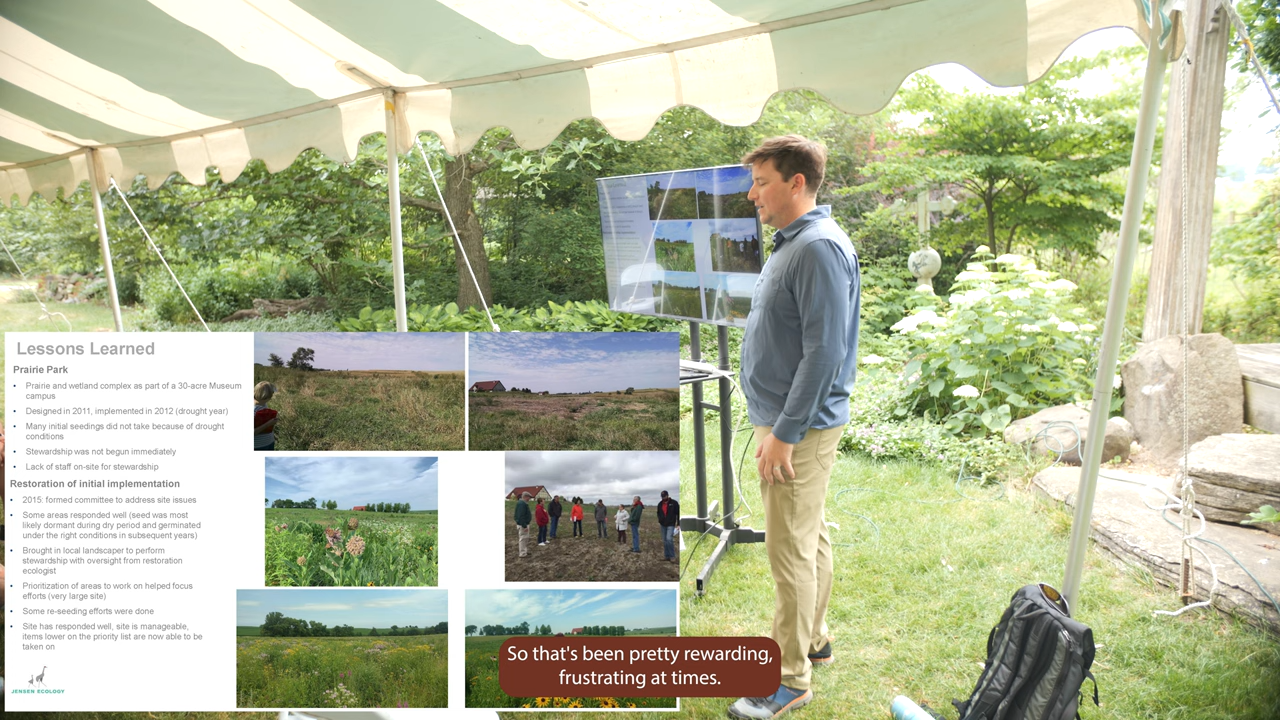 Lessons Learned
Prairie Park
• Prairie and wetland complex as part of a 30-acre Museum
campus
• Designed in 2011, implemented in 2012 (drought year)
• Many initial seedings did not take because of drought
conditions
• Stewardship was not begun immediately
• Lack of staff on-site for stewardship
Restoration of initial implementation
• 2015: formed committee to address site issues
• Some areas responded well (seed was most
likely dormant during dry period and germinated
under the right conditions in subsequent years)
• Brought in local landscaper to perform
stewardship with oversight from restoration
ecologist
• Prioritization of areas to work on helped focus
efforts (very large site)
• Some re-seeding efforts were done
• Site has responded well, site is manageable,
items lower on the priority list are now able to be
taken on
JENSEN ECOLOGY
So that's been pretty rewarding,
frustrating at times.